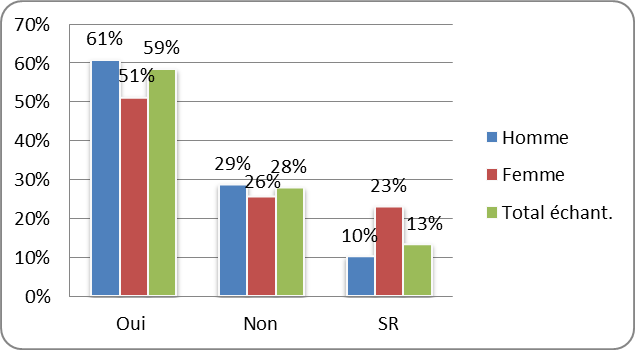 70%
60%
50%
40%
30%
20%
10%
0%
61%
51%
59%
29%
26%
28%
10%
23%
13%
Oui
Non
SR
Homme
Femme
Total échant.